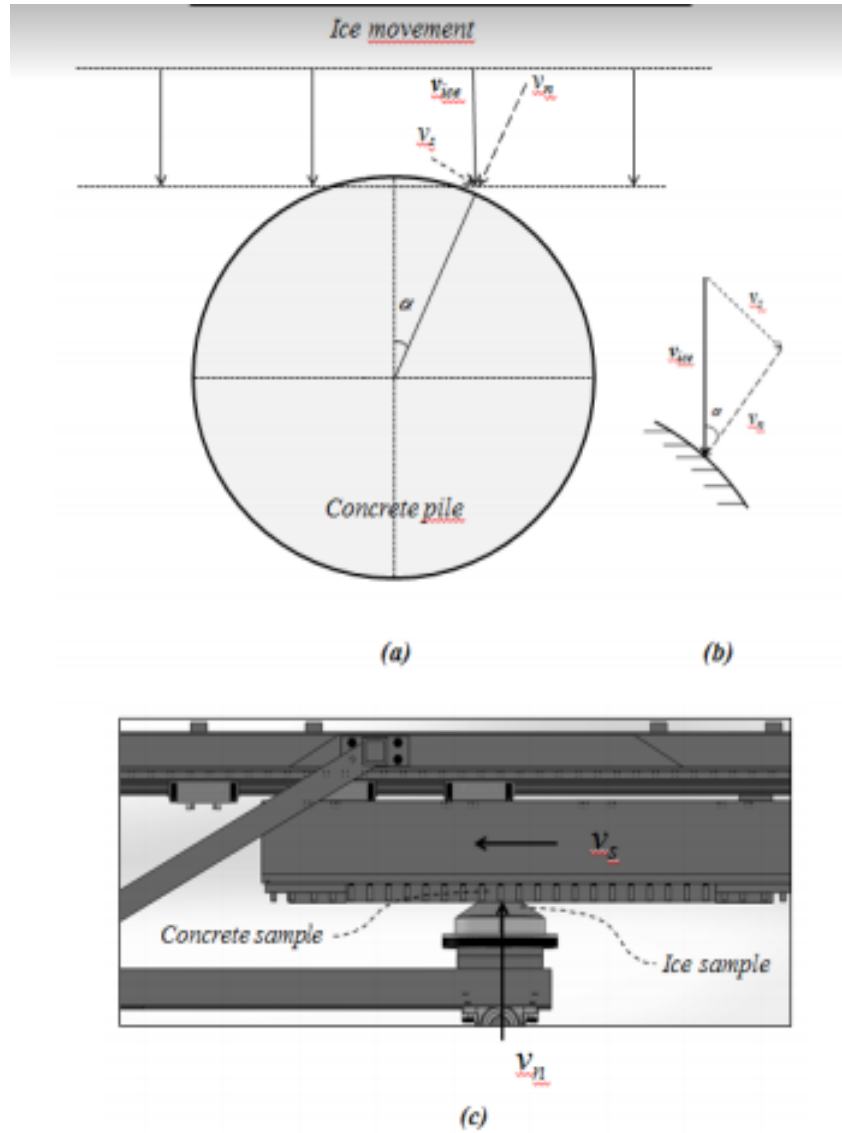 Ice movement
v_ice
v_n
v_s
α
Concrete pile
v_s
v_ice
α
v_n
(a)
(b)
v_s
Concrete sample
Ice sample
v_n
(c)